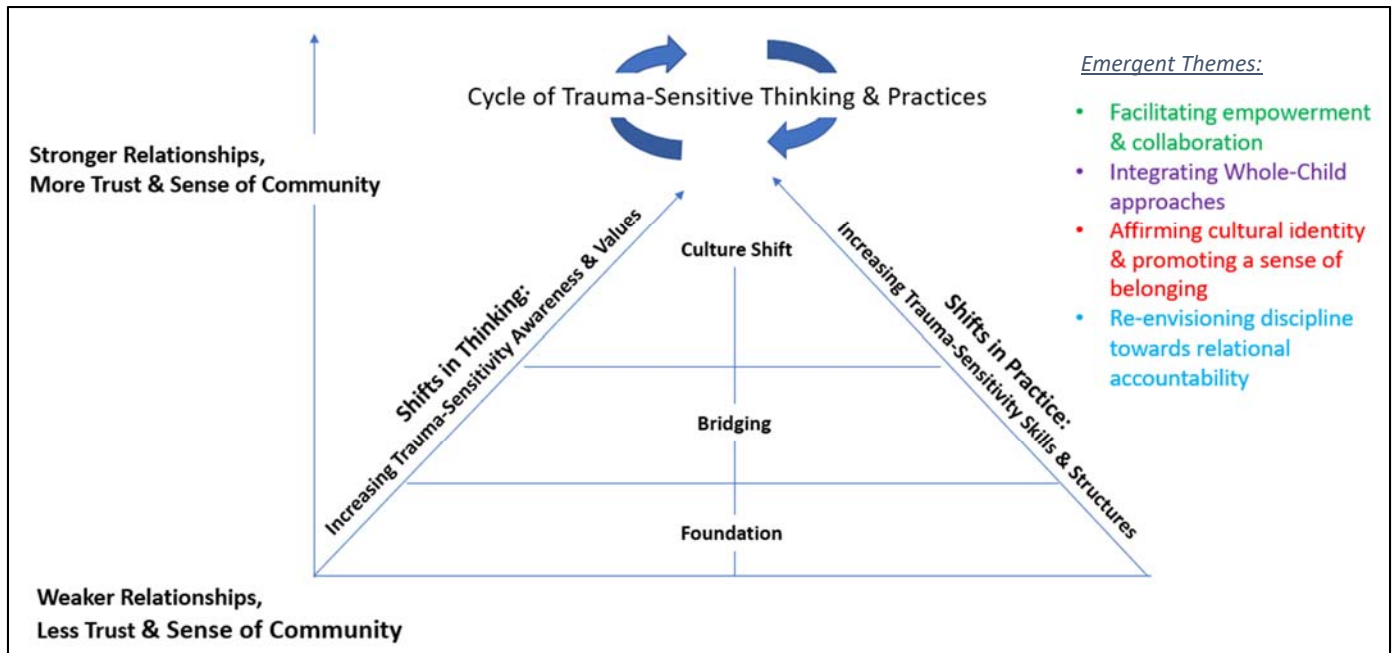 Cycle of Trauma-Sensitive Thinking & Practices
Stronger Relationships,
More Trust & Sense of Community
Shifts in Thinking:
Increasing Trauma-Sensitivity Awareness & Values
Culture Shift
Bridging
Foundation
Shifts in Practice:
Increasing Trauma-Sensitivity Skills & Structures
Weaker Relationships,
Less Trust & Sense of Community
Emergent Themes:
• Facilitating empowerment
& collaboration
• Integrating Whole-Child
approaches
• Affirming cultural identity
& promoting a sense of
belonging
• Re-envisioning discipline
towards relational
accountability